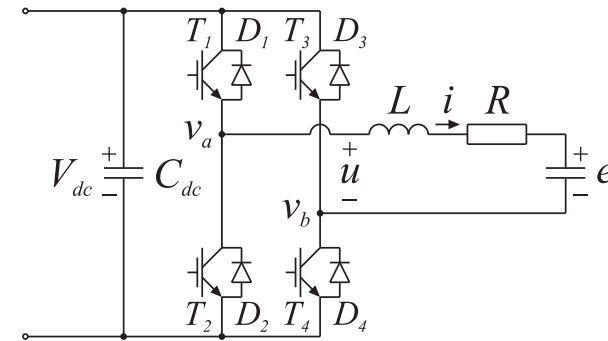 T1 D1 T3 D3
L i R
va
+ + +
Vdc Cdc u e
− − −
vb
T2 D2 T4 D4